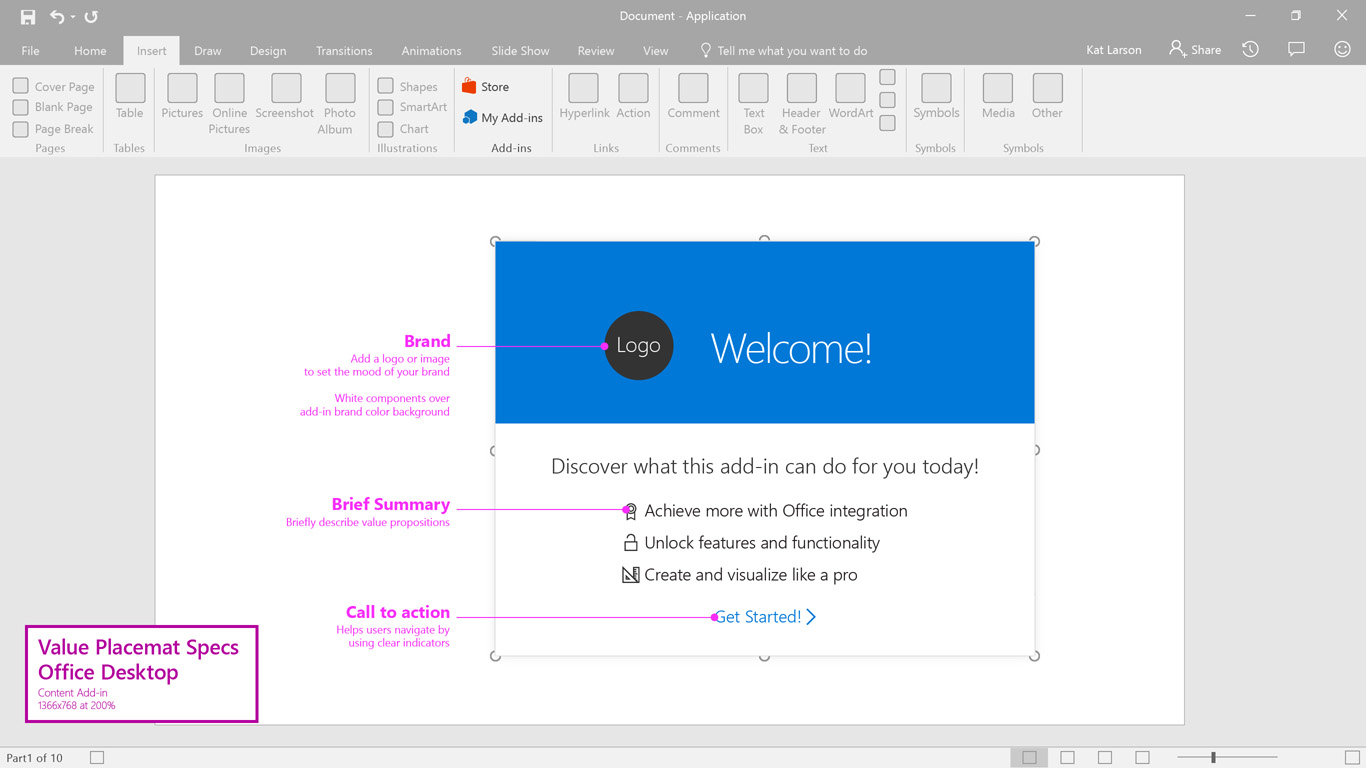 Document - Application
File Home Insert Draw Design Transitions Animations Slide Show Review View Tell me what you want to do Kat Larson Share
Cover Page
Blank Page
Page Break
Pages
Table
Tables
Pictures
Online
Pictures
Screenshot
Photo
Album
Images
Shapes
SmartArt
Chart
Illustrations
Store
My Add-ins
Add-ins
Hyperlink
Action
Links
Comment
Comments
Text
Box
Header
& Footer
WordArt
Text
Symbols
Symbols
Media
Other
Symbols
Logo
Welcome!
Brand
Add a logo or image
to set the mood of your brand
White components over
add-in brand color background
Discover what this add-in can do for you today!
Brief Summary
Briefly describe value propositions
Achieve more with Office integration
Unlock features and functionality
Create and visualize like a pro
Call to action
Helps users navigate by
using clear indicators
Get Started!
Value Placemat Specs
Office Desktop
Content Add-in
1366x768 at 200%
Part1 of 10